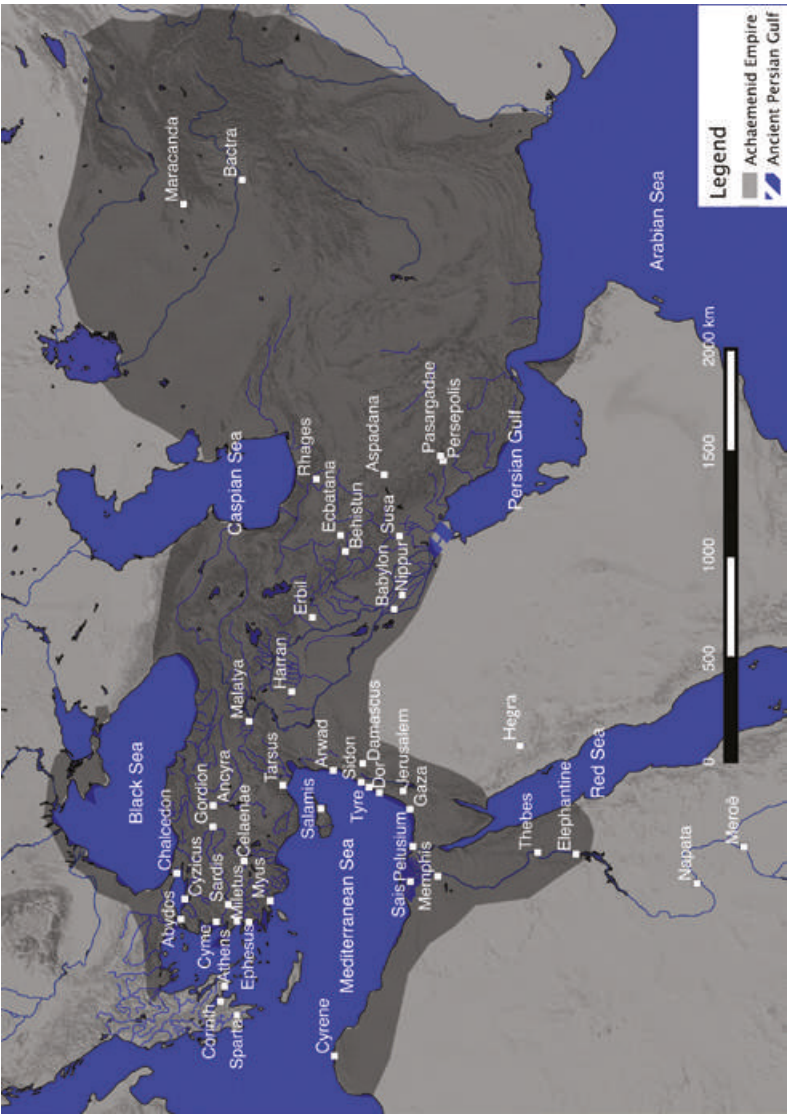 Black Sea
Caspian Sea
Mediterranean Sea
Red Sea
Persian Gulf
Arabian Sea
Maracanda
Bactra
Chalcedon
Abydos
Cyzicus
Gordion
Ancyra
Cyme
Sardis
Celaenae
Malatya
Corinth
Athens
Miletus
Sparta
Ephesus
Myus
Tarsus
Harran
Erbil
Rhages
Cyrene
Salamis
Arwad
Ecbatana
Behistun
Sidon
Damascus
Tyre
Dor
Jerusalem
Gaza
Babylon
Nippur
Susa
Aspadana
Pasargadae
Persepolis
Sais
Pelusium
Memphis
Hegra
Thebes
Elephantine
Napata
Meroë
0
500
1000
1500
2000 km
Legend
Achaemenid Empire
Ancient Persian Gulf